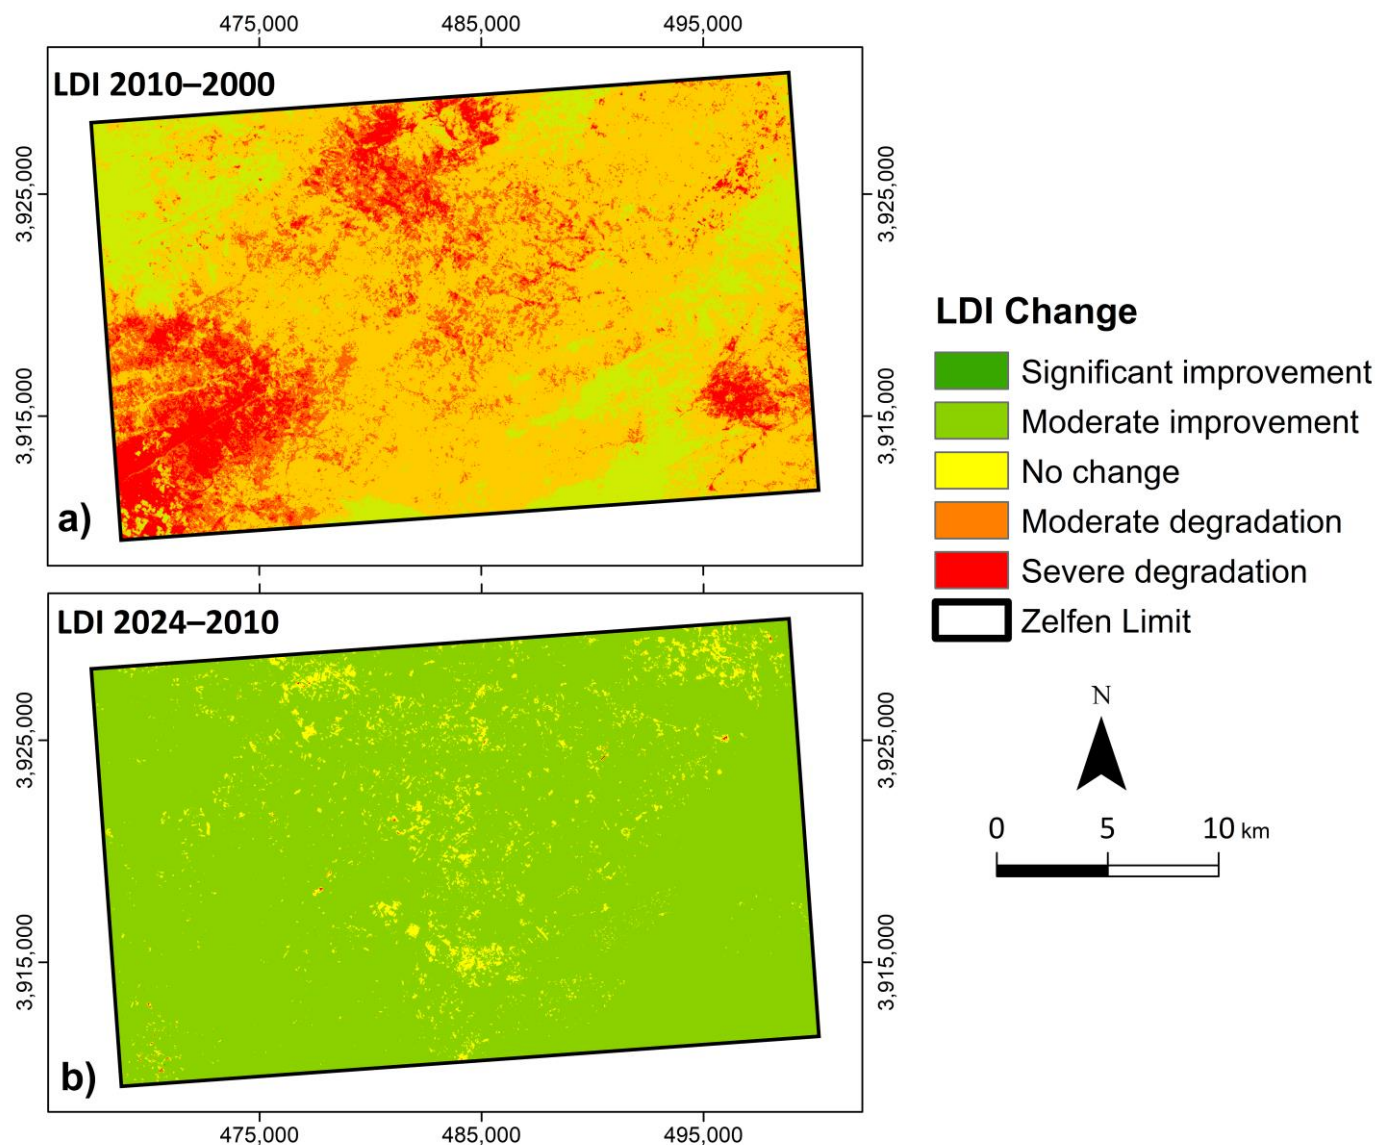 475,000
485,000
495,000
LDI 2010–2000
3,925,000
3,925,000
3,915,000
3,915,000
a)
LDI Change
Significant improvement
Moderate improvement
No change
Moderate degradation
Severe degradation
Zelfen Limit
LDI 2024–2010
N
3,925,000
3,925,000
0 5 10 km
3,915,000
3,915,000
b)
475,000
485,000
495,000